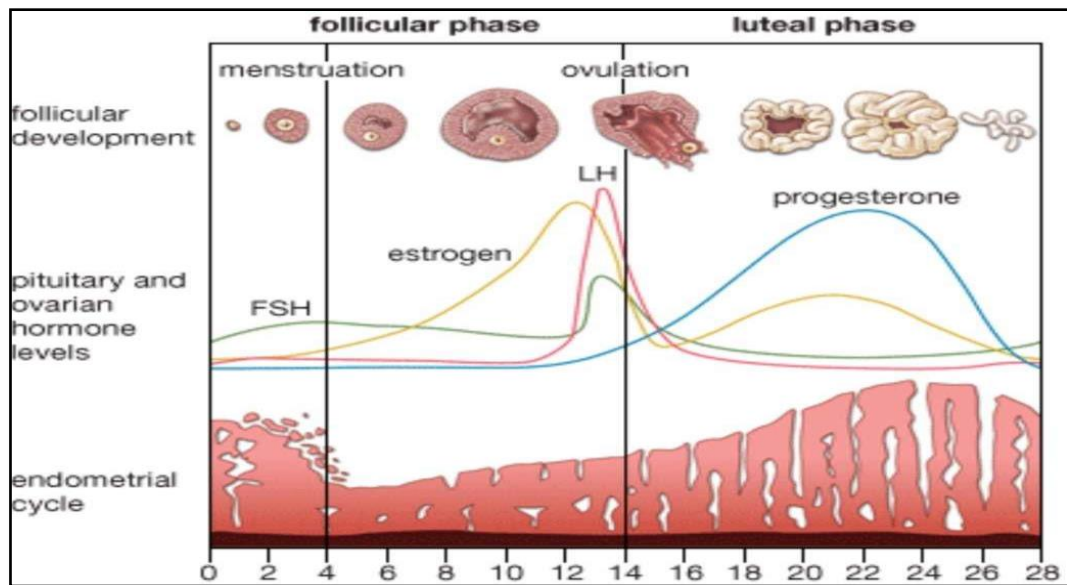 follicular phase luteal phase
menstruation ovulation
follicular
development
LH
progesterone
estrogen
pituitary and
ovarian
hormone
levels
FSH
endometrial
cycle
0 2 4 6 8 10 12 14 16 18 20 22 24 26 28